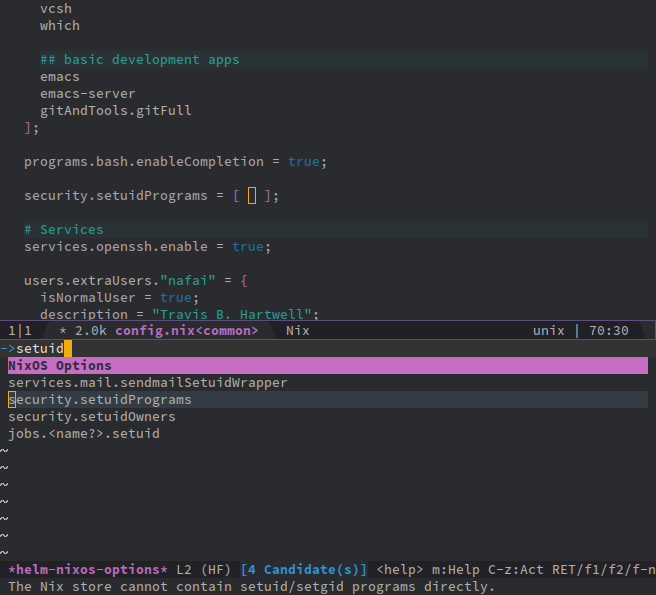 vcsh
which
## basic development apps
emacs
emacs-server
gitAndTools.gitFull
];
programs.bash.enableCompletion = true;
security.setuidPrograms = [ ];
# Services
services.openssh.enable = true;
users.extraUsers."nafai" = {
isNormalUser = true;
description = "Travis B. Hartwell";
1|1 * 2.0k config.nix<common> Nix unix | 70:30
->setuid
NixOS Options
services.mail.sendmailSetuidWrapper
security.setuidPrograms
security.setuidOwners
jobs.<name?>.setuid
~
~
~
~
~
~
~
*helm-nixos-options* L2 (HF) [4 Candidate(s)] <help> m:Help C-z:Act RET/f1/f2/f-n
The Nix store cannot contain setuid/setgid programs directly.